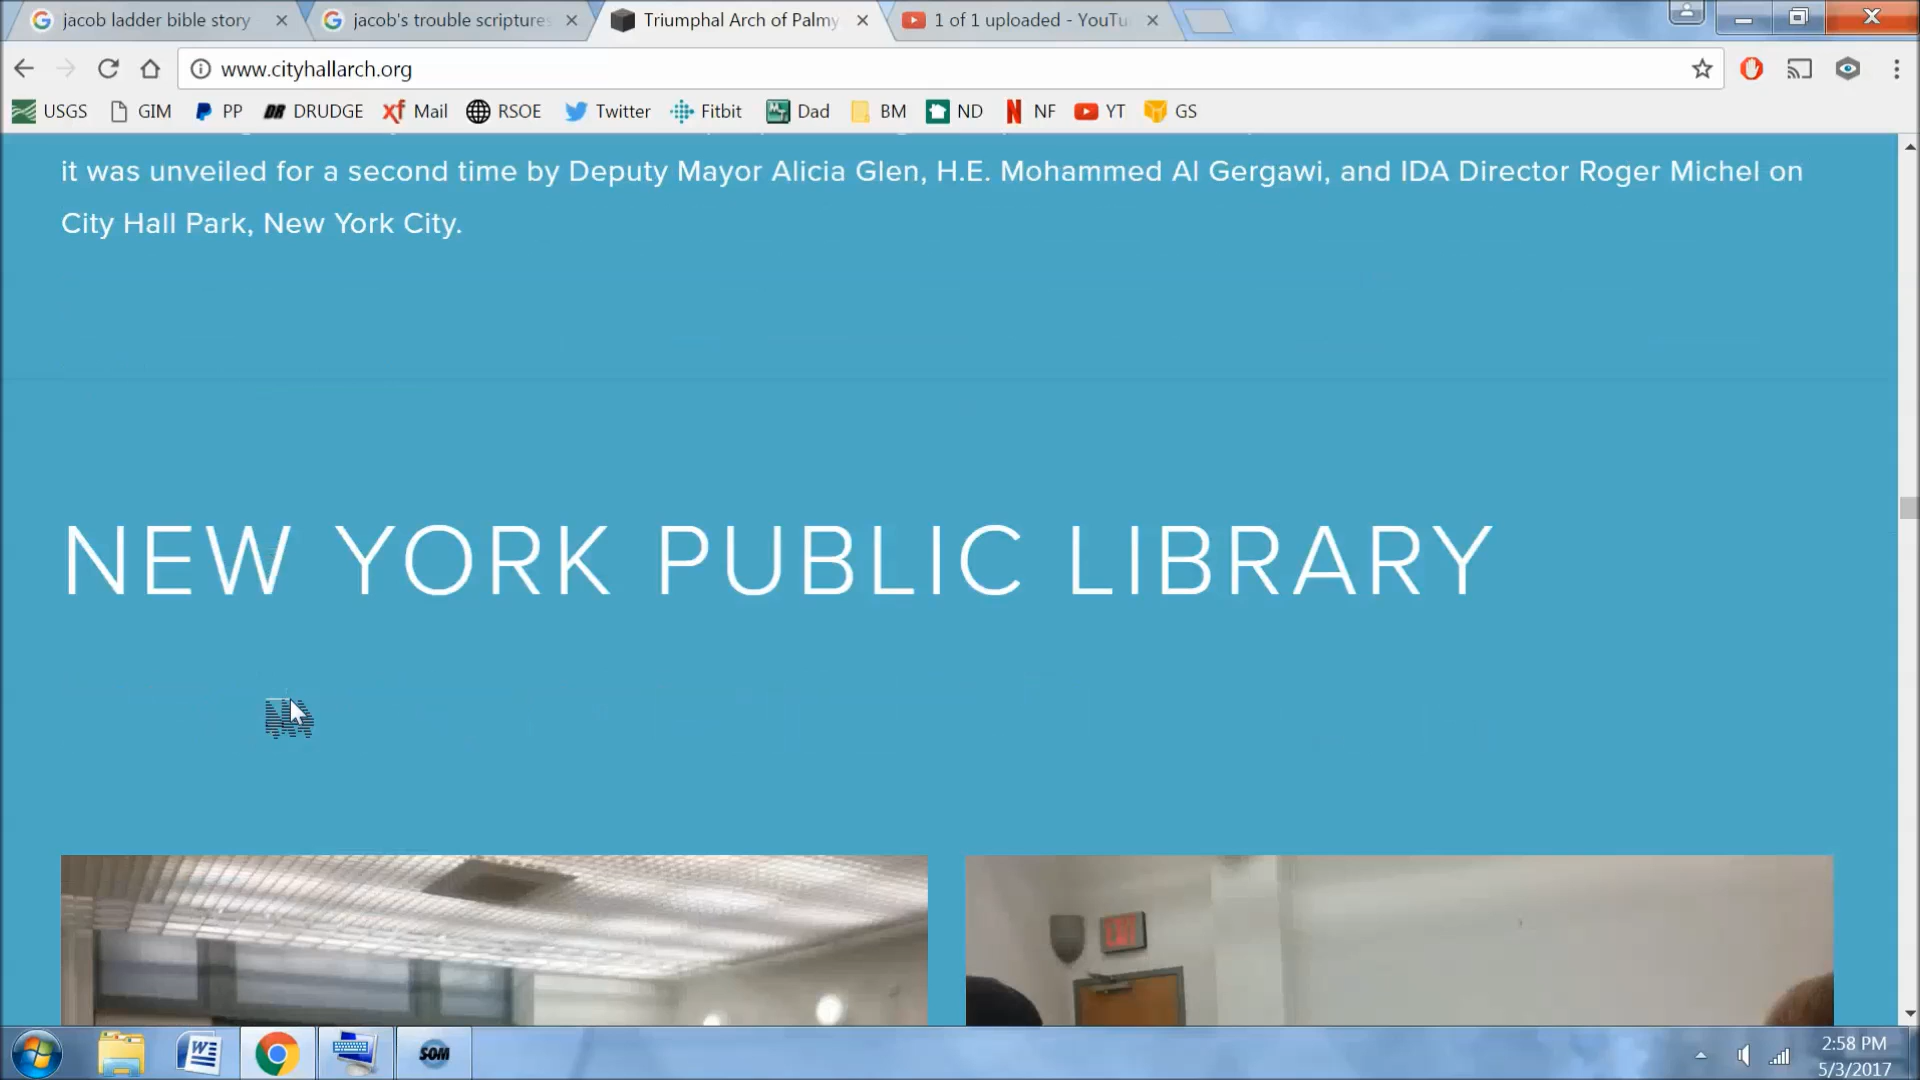 jacob ladder bible story
jacob's trouble scriptures
Triumphal Arch of Palmy
1 of 1 uploaded - YouTu
www.cityhallarch.org
USGS GIM PP DRUDGE Mail RSOE Twitter Fitbit Dad BM ND NF YT GS
it was unveiled for a second time by Deputy Mayor Alicia Glen, H.E. Mohammed Al Gergawi, and IDA Director Roger Michel on
City Hall Park, New York City.
NEW YORK PUBLIC LIBRARY
EXIT
SOM
2:58 PM
5/3/2017